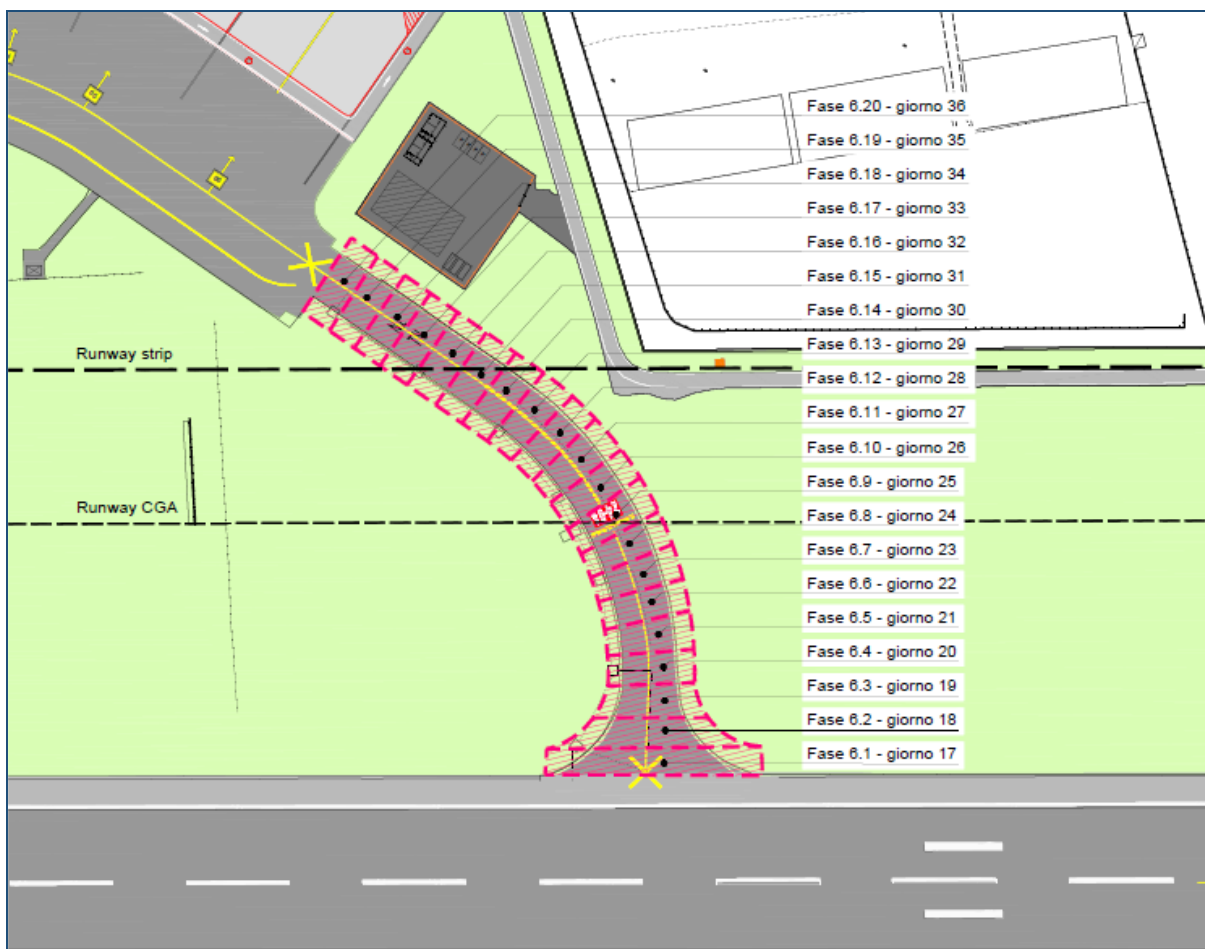 Fase 6.20 - giorno 36
Fase 6.19 - giorno 35
Fase 6.18 - giorno 34
Fase 6.17 - giorno 33
Fase 6.16 - giorno 32
Fase 6.15 - giorno 31
Fase 6.14 - giorno 30
Fase 6.13 - giorno 29
Runway strip
Fase 6.12 - giorno 28
Fase 6.11 - giorno 27
Fase 6.10 - giorno 26
Fase 6.9 - giorno 25
Runway CGA
Fase 6.8 - giorno 24
Fase 6.7 - giorno 23
Fase 6.6 - giorno 22
Fase 6.5 - giorno 21
Fase 6.4 - giorno 20
Fase 6.3 - giorno 19
Fase 6.2 - giorno 18
Fase 6.1 - giorno 17